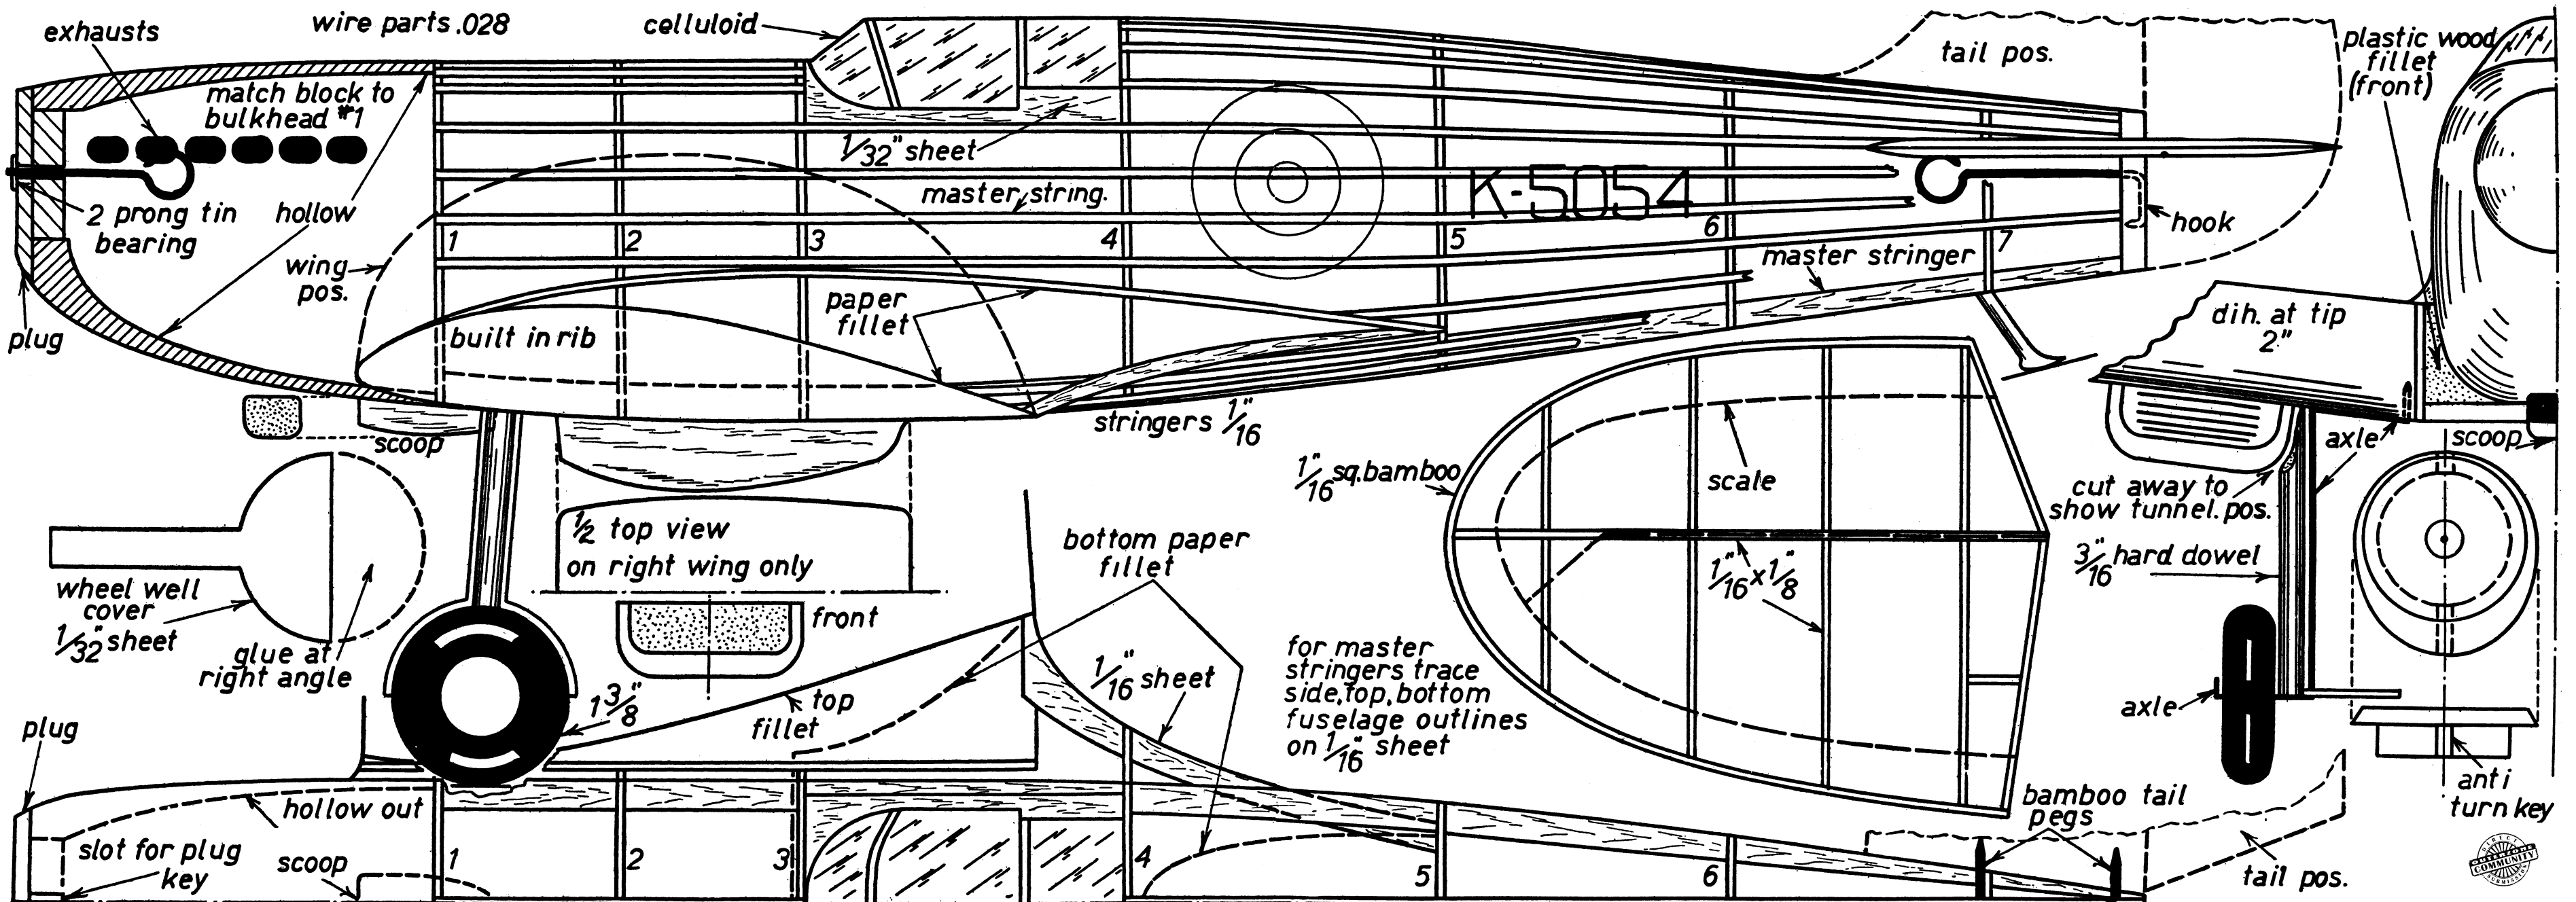 exhausts
wire parts .028
celluloid
tail pos.
plastic wood
fillet
(front)
match block to
bulkhead #1
1/32" sheet
master string.
K-5054
2 prong tin
bearing
hollow
wing
pos.
plug
1
2
3
4
5
6
7
hook
master stringer
paper
fillet
built in rib
dih. at tip
2"
scoop
stringers 1/16"
1/16" sq. bamboo
scale
axle
scoop
cut away to
show tunnel. pos.
3/16" hard dowel
1/2 top view
on right wing only
bottom paper
fillet
1/16" x 1/8
wheel well
cover
1/32" sheet
glue at
right angle
front
1 3/8"
top
fillet
1/16" sheet
for master
stringers trace
side, top, bottom
fuselage outlines
on 1/16" sheet
axle
anti
turn key
plug
hollow out
slot for plug
key
scoop
1
2
3
4
5
6
bamboo tail
pegs
tail pos.
COMMUNITY